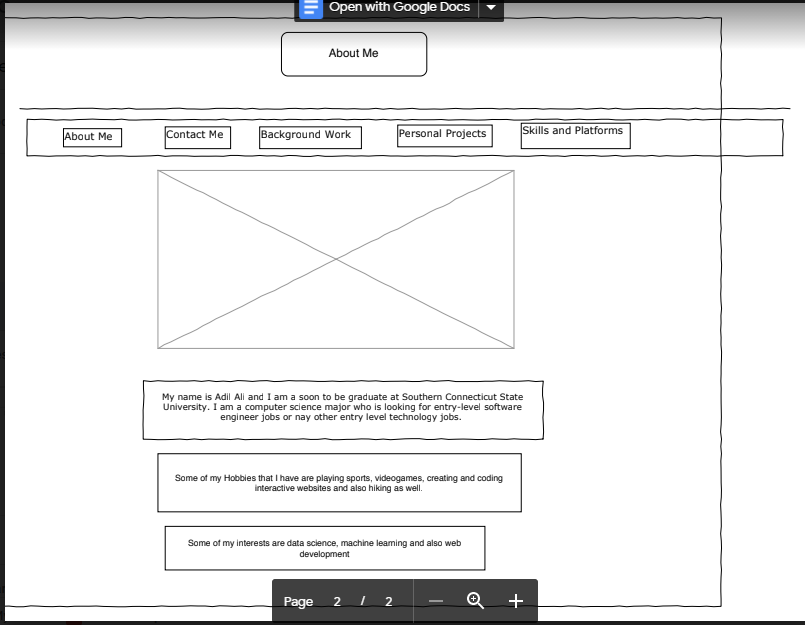 Open with Google Docs
About Me
About Me
Contact Me
Background Work
Personal Projects
Skills and Platforms
My name is Adil Ali and I am a soon to be graduate at Southern Connecticut State
University. I am a computer science major who is looking for entry-level software
engineer jobs or nay other entry level technology jobs.
Some of my Hobbies that I have are playing sports, videogames, creating and coding
interactive websites and also hiking as well.
Some of my interests are data science, machine learning and also web
development
Page 2 / 2